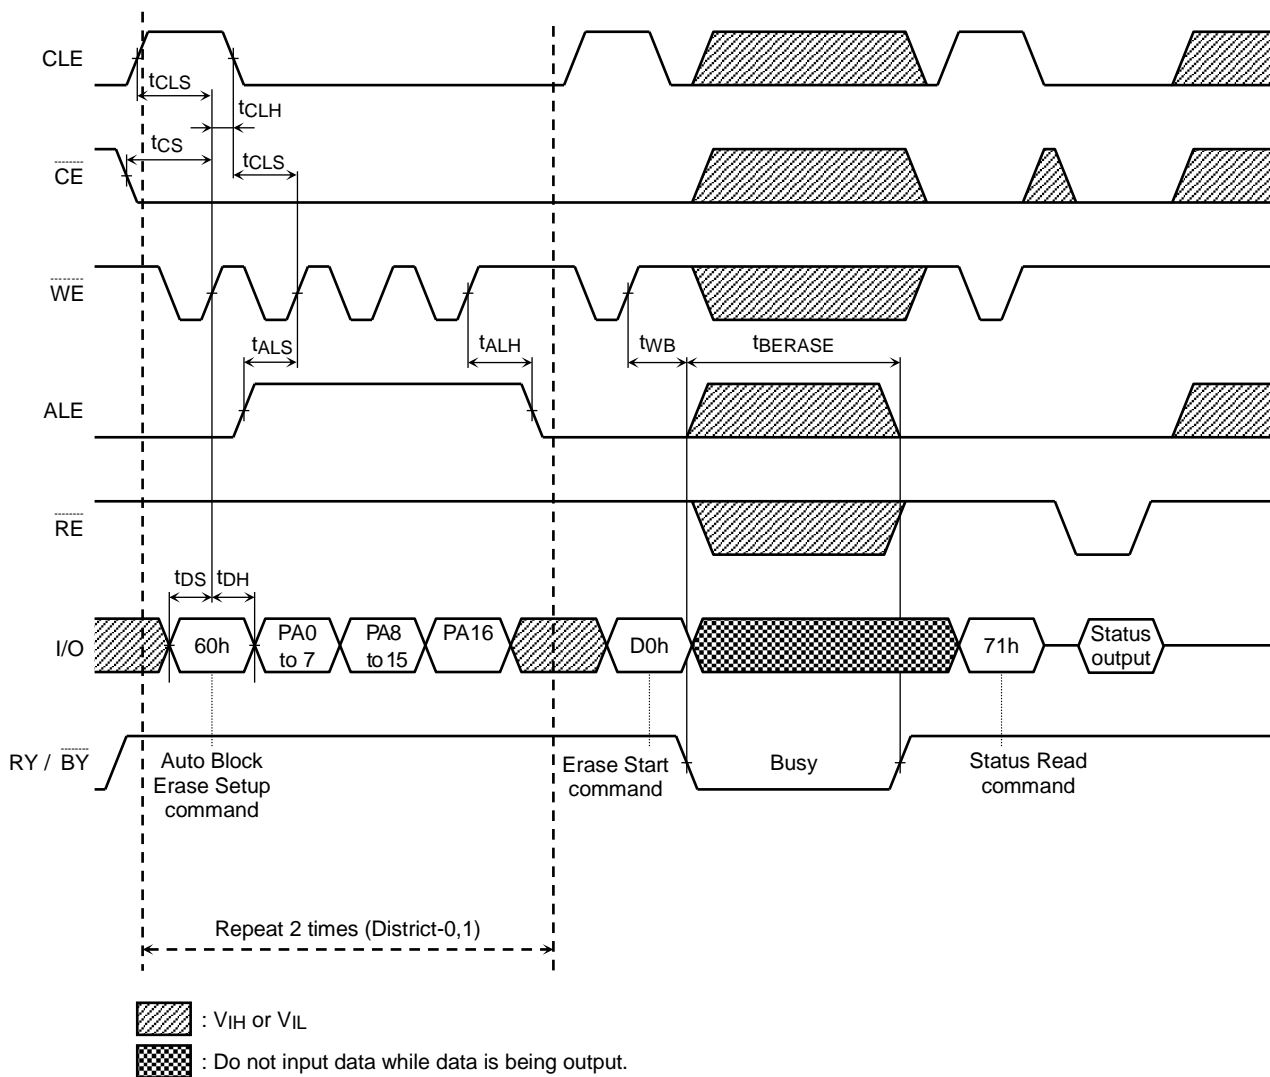 CLE
tCLS
tCLH
tCS
tCLS
CE
WE
tALS
tALH
tWB
tBERASE
ALE
RE
tDS
tDH
I/O
60h
PA0
to 7
PA8
to 15
PA16
D0h
71h
Status
output
RY / BY
Auto Block
Erase Setup
command
Erase Start
command
Busy
Status Read
command
Repeat 2 times (District-0,1)
: VIH or VIL
: Do not input data while data is being output.